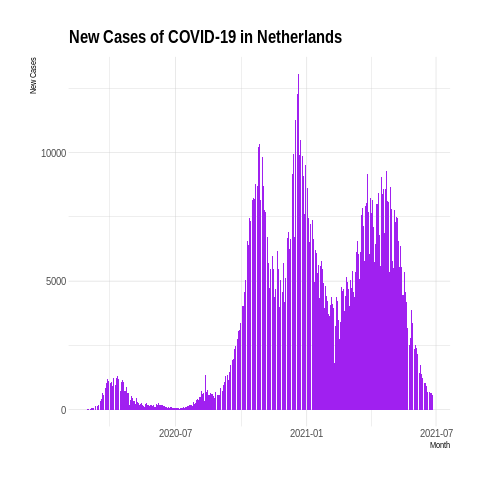 New Cases of COVID-19 in Netherlands
New Cases
10000
5000
0
2020-07
2021-01
2021-07
Month